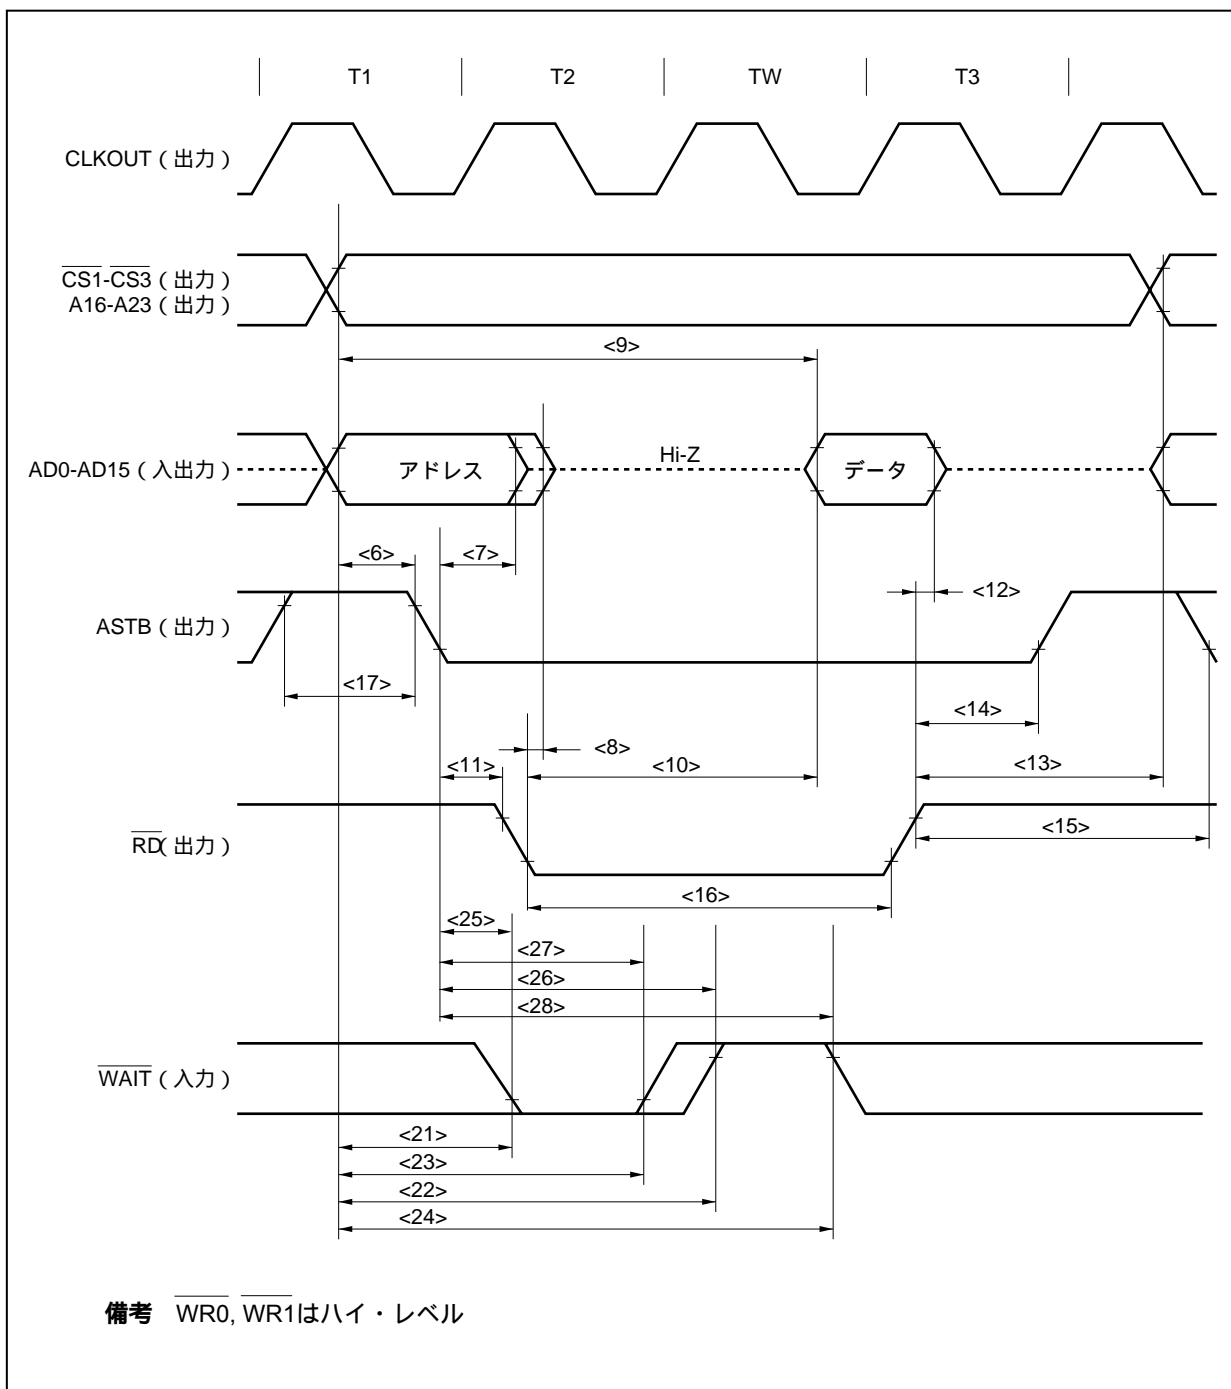 T1 T2 TW T3
CLKOUT（出力）
CS1-CS3（出力）
A16-A23（出力）
<9>
AD0-AD15（入出力）
アドレス
Hi-Z
データ
<6> <7>
<12>
ASTB（出力）
<17>
<14>
<8>
<11> <10> <13>
RD（出力）
<15>
<16>
<25>
<27>
<26>
<28>
WAIT（入力）
<21>
<23>
<22>
<24>
備考 WR0, WR1はハイ・レベル